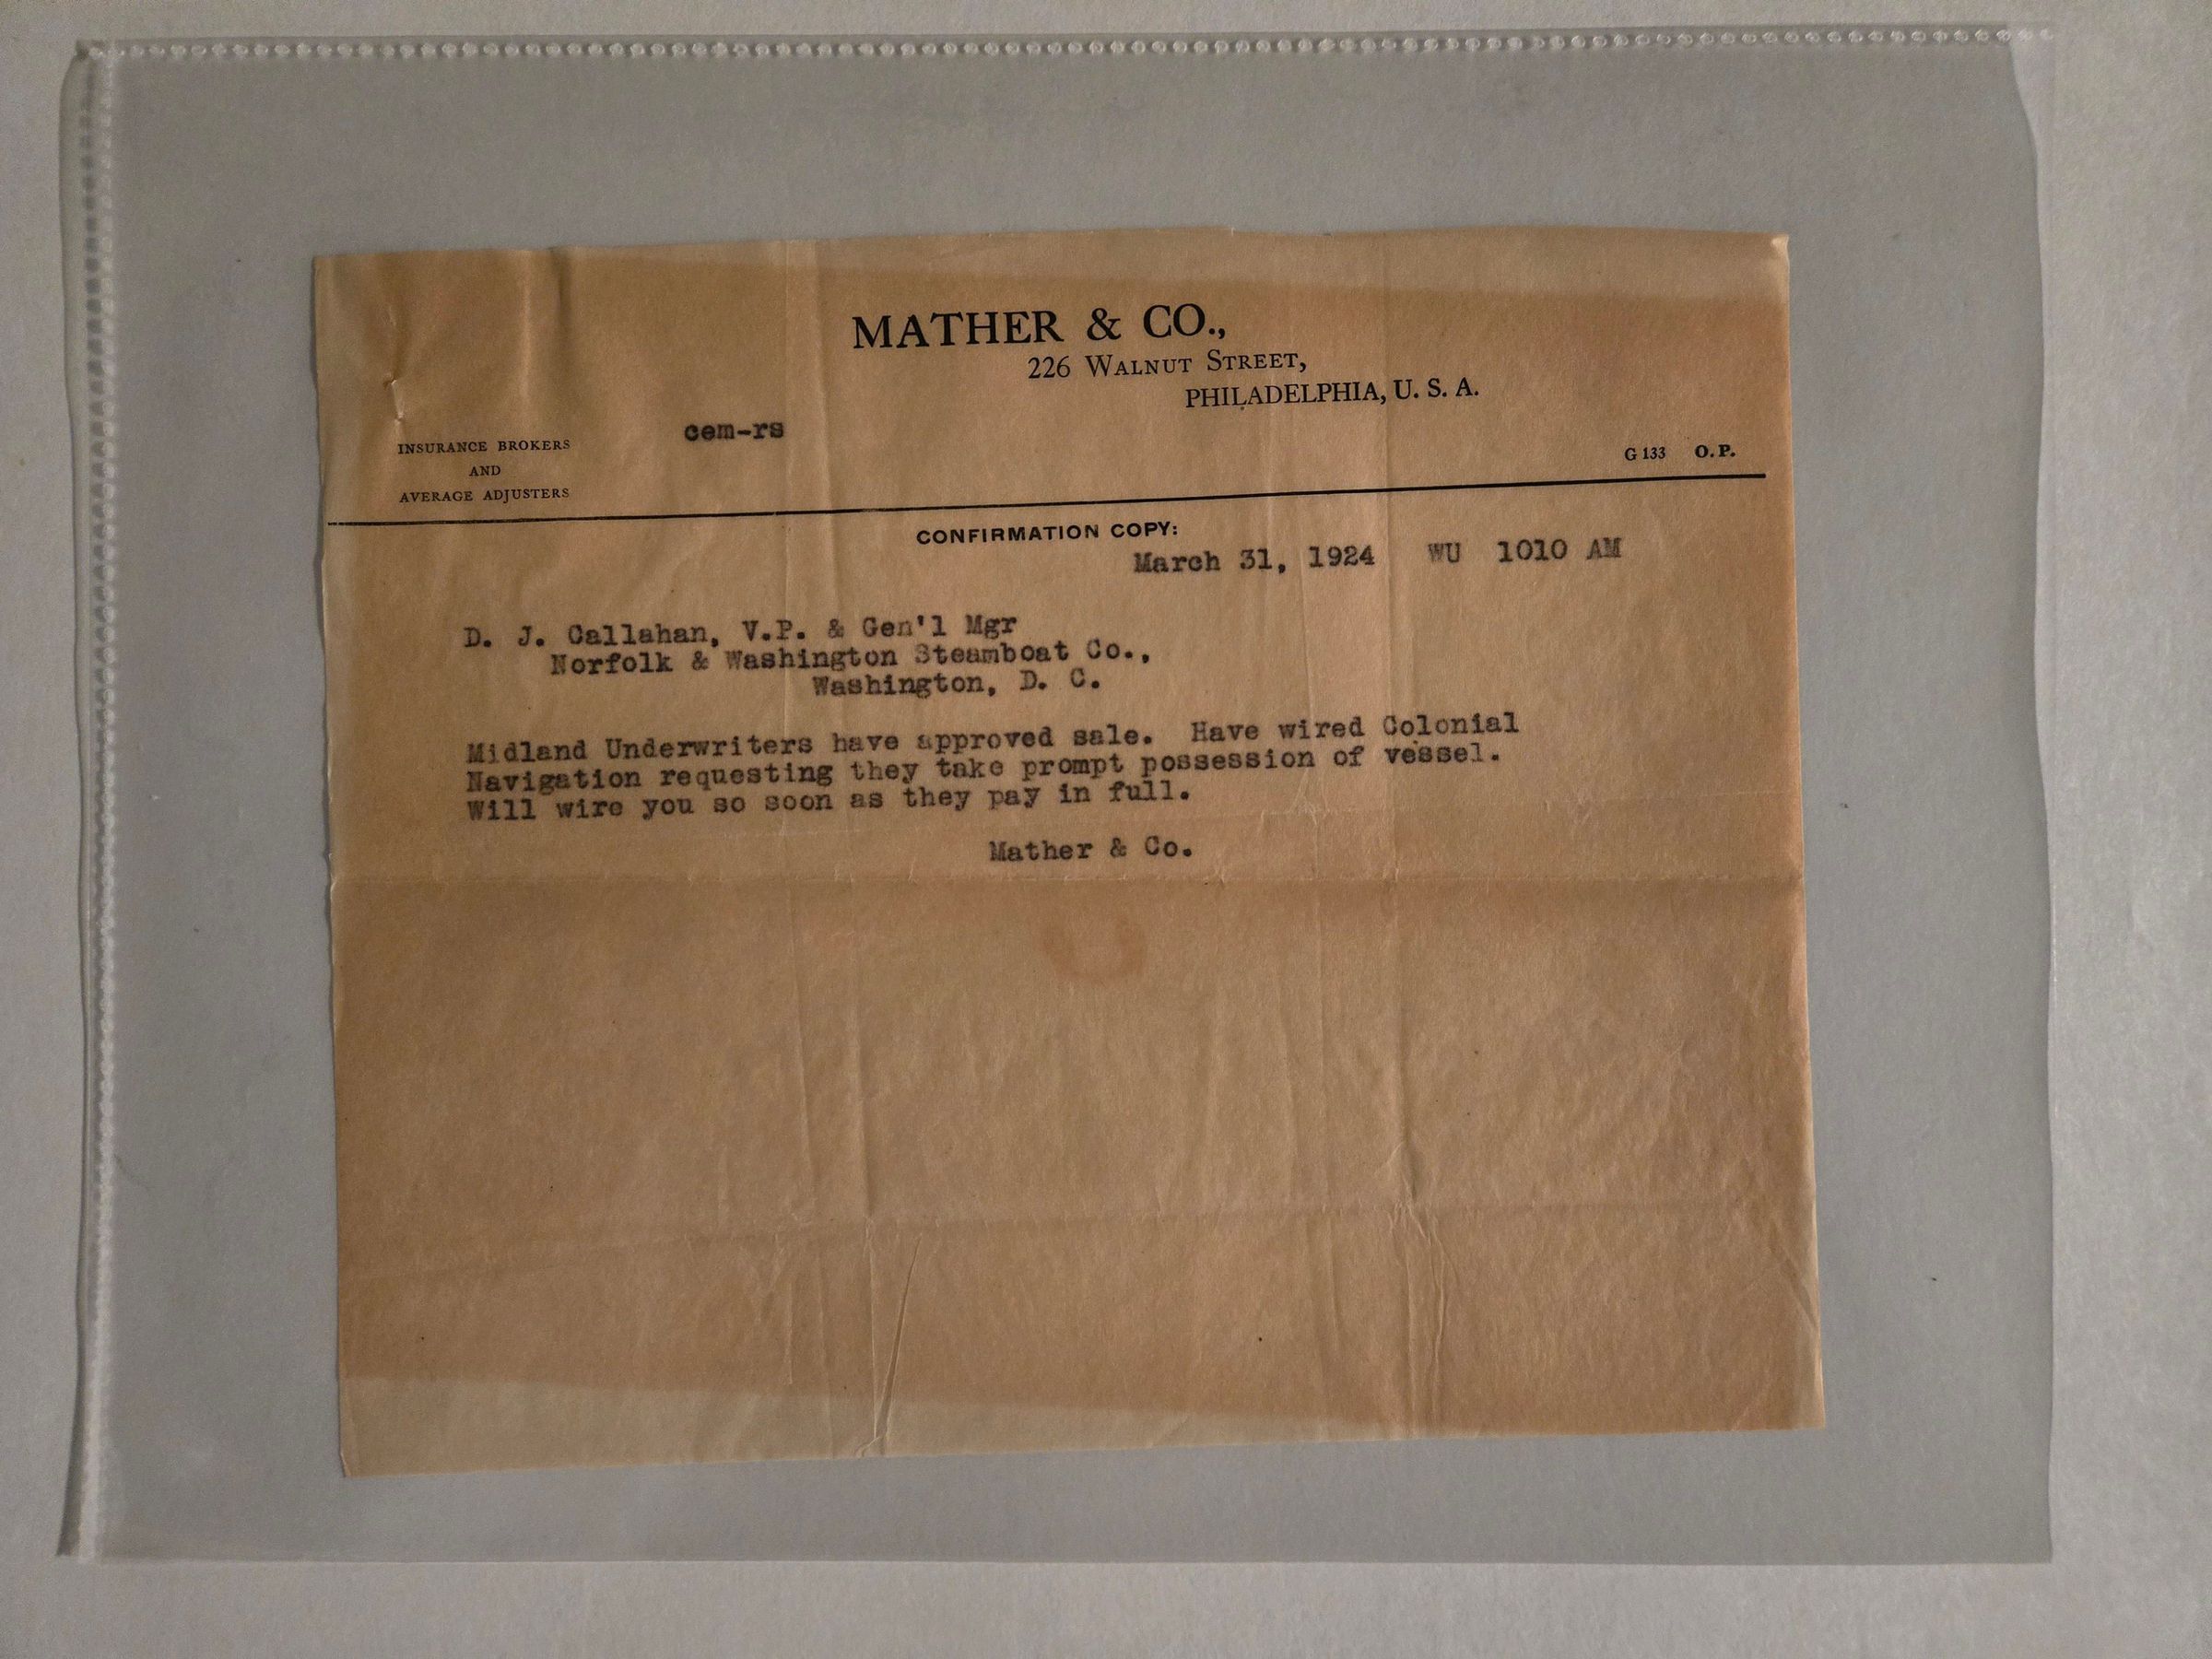 MATHER & CO.,
226 WALNUT STREET,
PHILADELPHIA, U. S. A.
cem-rs
INSURANCE BROKERS
AND
AVERAGE ADJUSTERS
G 133 O. P.
CONFIRMATION COPY:
March 31, 1924 WU 1010 AM
D. J. Callahan, V.P. & Gen'l Mgr
Norfolk & Washington Steamboat Co.,
Washington, D. C.
Midland Underwriters have approved sale. Have wired Colonial
Navigation requesting they take prompt possession of vessel.
Will wire you so soon as they pay in full.
Mather & Co.